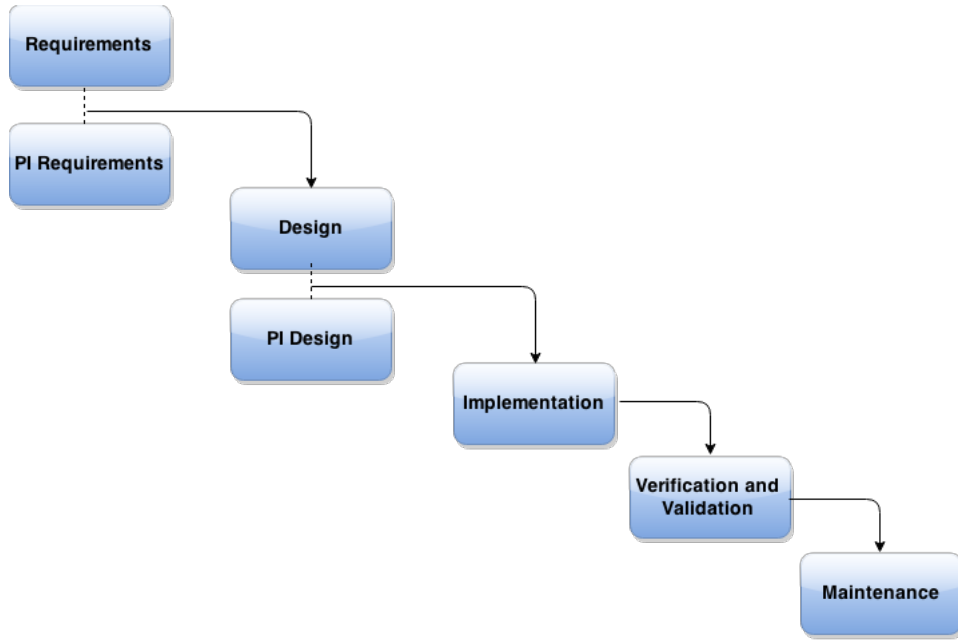 Requirements
PI Requirements
Design
PI Design
Implementation
Verification and
Validation
Maintenance